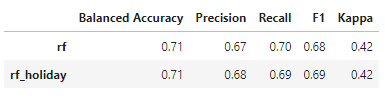 Balanced Accuracy Precision Recall F1 Kappa
rf 0.71 0.67 0.70 0.68 0.42
rf_holiday 0.71 0.68 0.69 0.69 0.42